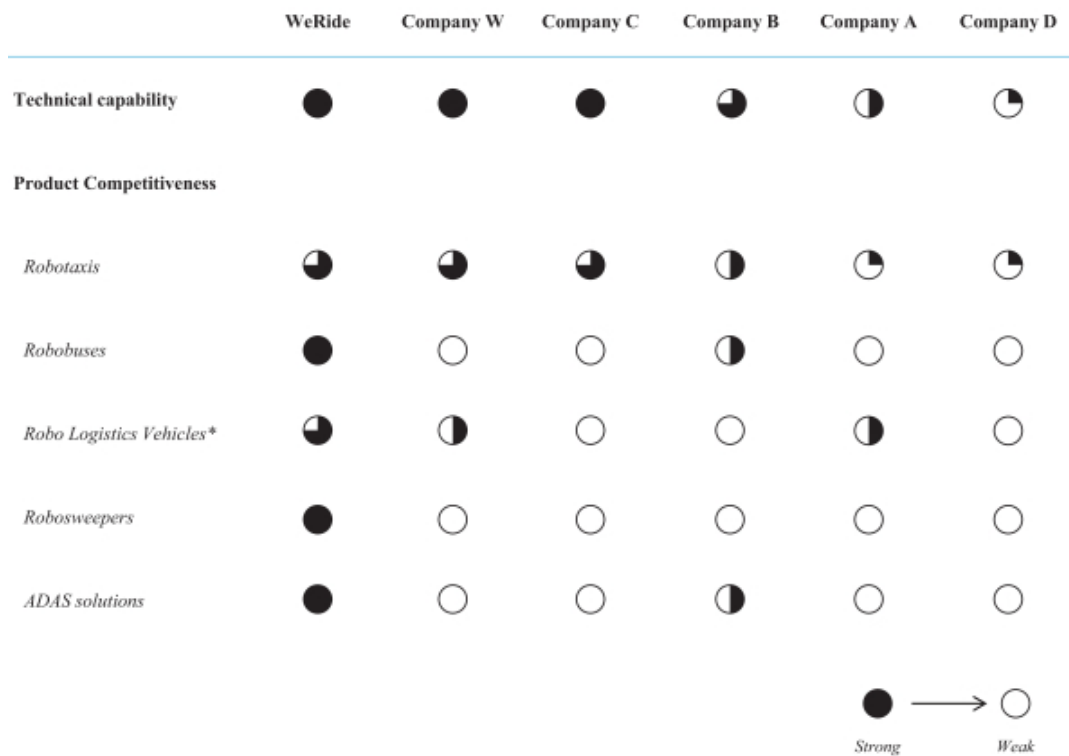 WeRide Company W Company C Company B Company A Company D
Technical capability
Product Competitiveness
Robotaxis
Robobuses
Robo Logistics Vehicles*
Robosweepers
ADAS solutions
Strong Weak